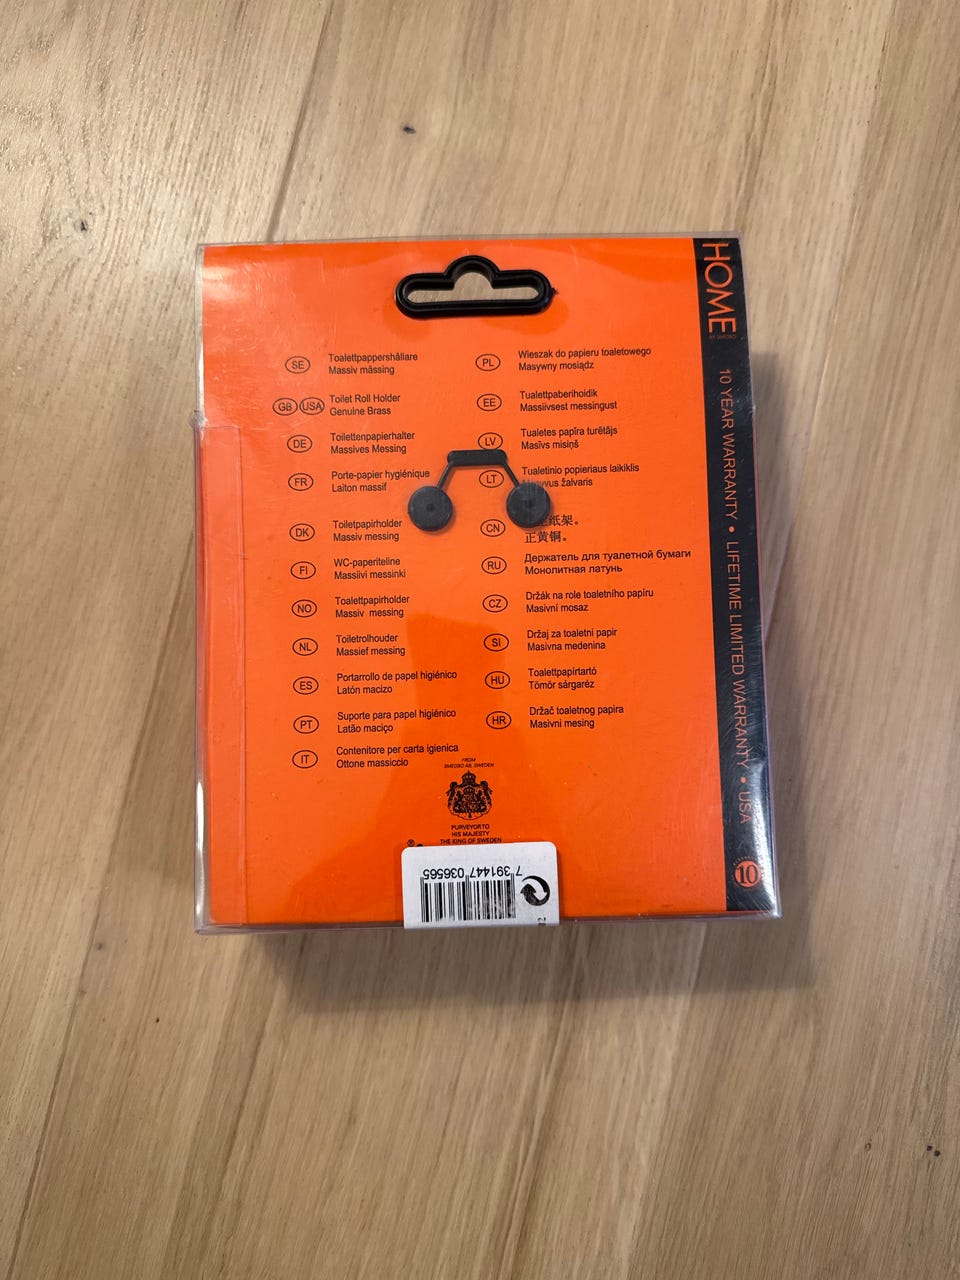 HOME
BY SMEDBO
10 YEAR WARRANTY • LIFETIME LIMITED WARRANTY • USA
10
SE
Toalettpappershållare
Massiv mässing
GB USA
Toilet Roll Holder
Genuine Brass
DE
Toilettenpapierhalter
Massives Messing
FR
Porte-papier hygiénique
Laiton massif
DK
Toiletpapirholder
Massiv messing
FI
WC-paperiteline
Massiivi messinki
NO
Toalettpapirholder
Massiv messing
NL
Toiletrolhouder
Massief messing
ES
Portarrollo de papel higiénico
Latón macizo
PT
Suporte para papel higiénico
Latão maciço
IT
Contenitore per carta igienica
Ottone massiccio
PL
Wieszak do papieru toaletowego
Masywny mosiądz
EE
Tualettpaberihoidik
Massiivsest messingust
LV
Tualetes papīra turētājs
Masīvs misiņš
LT
Tualetinio popieriaus laikiklis
žalvaris
CN
纸架。
正黄铜。
RU
Держатель для туалетной бумаги
Монолитная латунь
CZ
Držák na role toaletního papíru
Masivní mosaz
SI
Držaj za toaletni papir
Masivna medenina
HU
Toalettpapírtartó
Tömör sárgaréz
HR
Držač toaletnog papira
Masivni mesing
FROM
SMEDBO AB, SWEDEN
PURVEYOR TO
HIS MAJESTY
THE KING OF SWEDEN
7 391447 036565